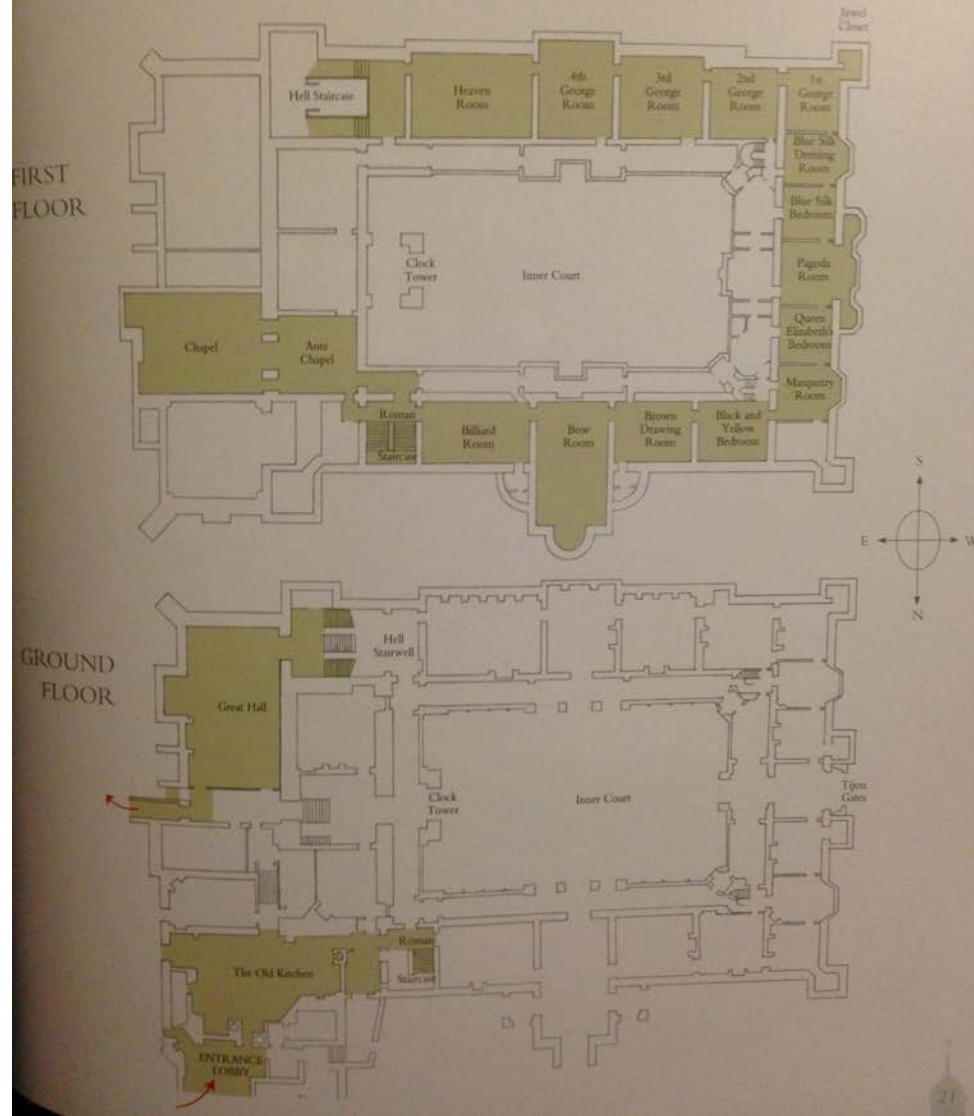 Jewel
Closet
FIRST
FLOOR
Hell Staircase
Heaven
Room
4th
George
Room
3rd
George
Room
2nd
George
Room
1st
George
Room
Blue Silk
Dressing
Room
Blue Silk
Bedroom
Pagoda
Room
Queen
Elizabeth's
Bedroom
Marquetry
Room
Clock
Tower
Inner Court
Chapel
Ante
Chapel
Roman
Staircase
Billiard
Room
Bow
Room
Brown
Drawing
Room
Black and
Yellow
Bedroom
S
E
W
N
GROUND
FLOOR
Hell
Stairwell
Great Hall
Clock
Tower
Inner Court
Tijou
Gates
Roman
Staircase
The Old Kitchen
ENTRANCE
LOBBY
21